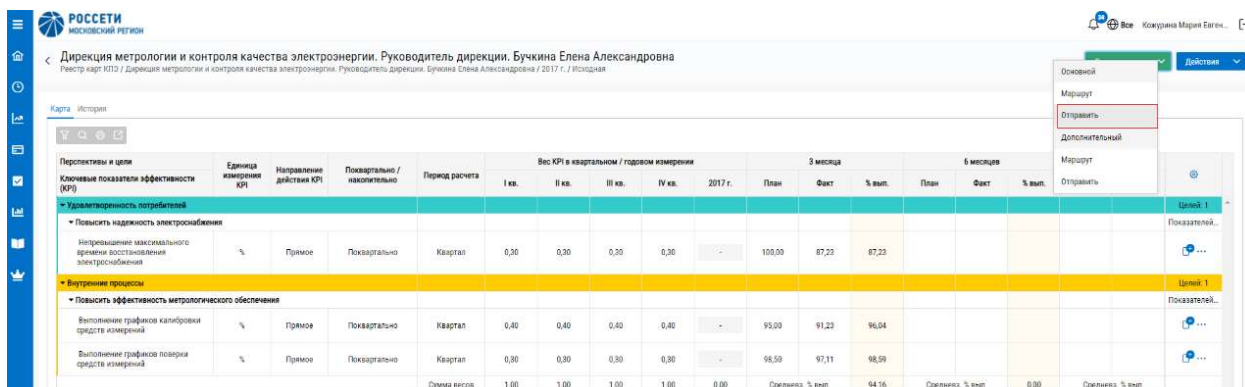 РОССЕТИ
МОСКОВСКИЙ РЕГИОН
34
Все Кожурина Мария Евген...
Дирекция метрологии и контроля качества электроэнергии. Руководитель дирекции. Бучкина Елена Александровна
Реестр карт КПЭ / Дирекция метрологии и контроля качества электроэнергии. Руководитель дирекции. Бучкина Елена Александровна / 2017 г. / Исходная
Действия
Основной
Маршрут
Отправить
Дополнительный
Маршрут
Отправить
Карта История
Перспективы и цели
Ключевые показатели эффективности (KPI)
Единица измерения KPI
Направление действия KPI
Поквартально / накопительно
Период расчета
Вес KPI в квартальном / годовом измерении
3 месяца
6 месяцев
I кв. II кв. III кв. IV кв. 2017 г. План Факт % вып. План Факт % вып.
Удовлетворенность потребителей Целей: 1
Повысить надежность электроснабжения Показателей...
Непревышение максимального
времени восстановления
электроснабжения
% Прямое Поквартально Квартал 0,30 0,30 0,30 0,30 - 100,00 87,23 87,23
Внутренние процессы Целей: 1
Повысить эффективность метрологического обеспечения Показателей...
Выполнение графиков калибровки
средств измерений
% Прямое Поквартально Квартал 0,40 0,40 0,40 0,40 - 95,00 91,23 96,04
Выполнение графиков поверки
средств измерений
% Прямое Поквартально Квартал 0,30 0,30 0,30 0,30 - 98,50 97,11 98,59
Сумма весов 1,00 1,00 1,00 1,00 0,00 Средневз. % вып. 94,16 Средневз. % вып. 0,00 Средневз. % вып.